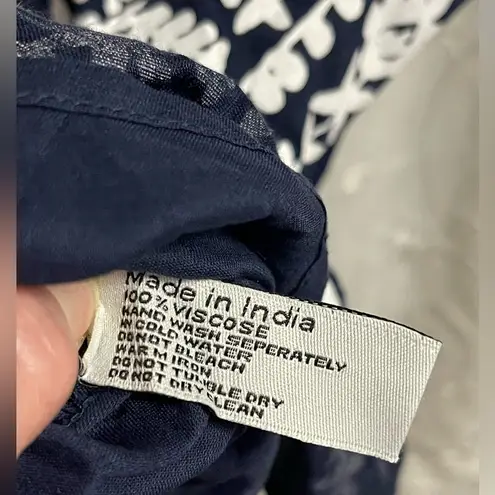 Made in India
100% VISCOSE
HAND WASH SEPERATELY
IN COLD WATER
DO NOT BLEACH
WARM IRON
DO NOT TUMBLE DRY
DO NOT DRY CLEAN